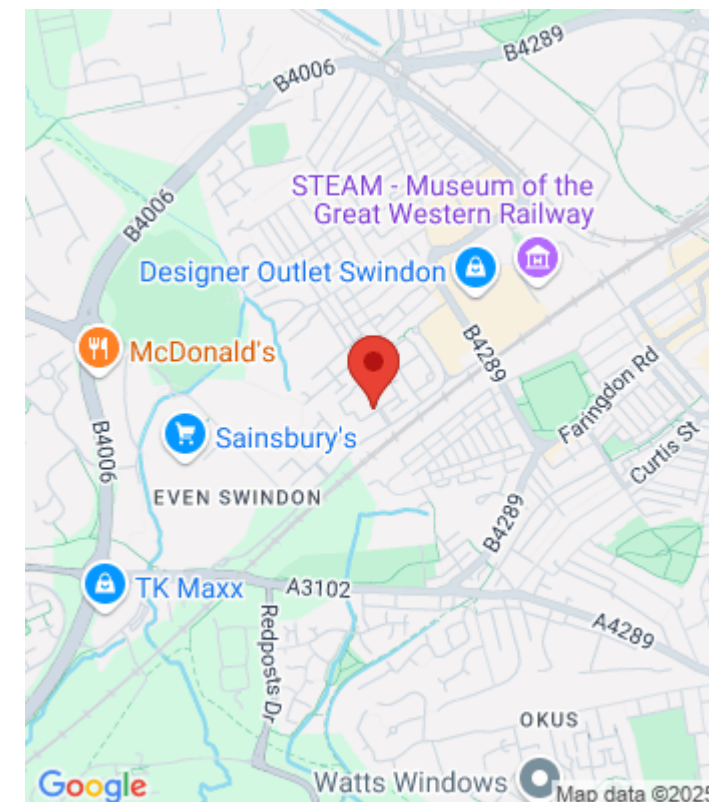 B4289
B4006
STEAM - Museum of the
Great Western Railway
B4006
Designer Outlet Swindon
B4289
McDonald's
Faringdon Rd
Curtis St
B4006
Sainsbury's
EVEN SWINDON
B4289
TK Maxx
A3102
Redposts Dr
A4289
OKUS
Watts Windows
Google
Map data ©2025